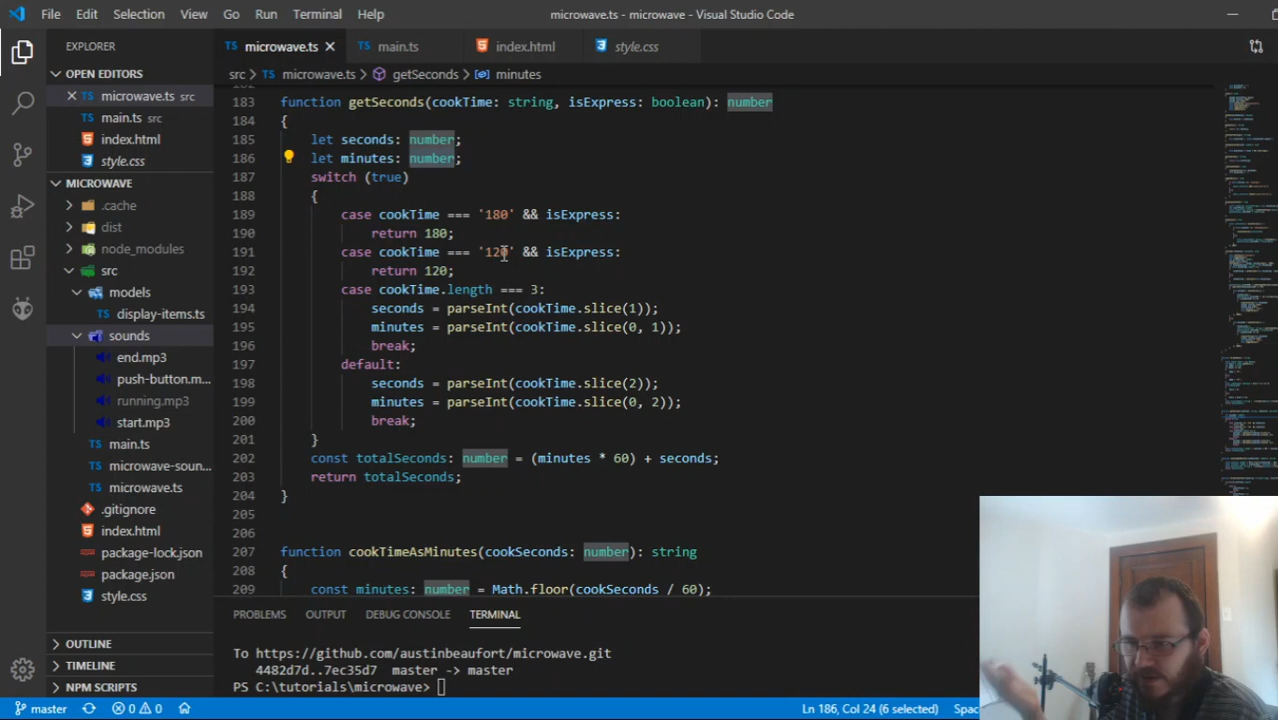 File Edit Selection View Go Run Terminal Help microwave.ts - microwave - Visual Studio Code
EXPLORER
OPEN EDITORS
microwave.ts src
main.ts src
index.html
style.css
MICROWAVE
.cache
dist
node_modules
src
models
display-items.ts
sounds
end.mp3
push-button.m...
running.mp3
start.mp3
main.ts
microwave-soun...
microwave.ts
.gitignore
index.html
package-lock.json
package.json
style.css
OUTLINE
TIMELINE
NPM SCRIPTS
TS microwave.ts TS main.ts index.html style.css
src > TS microwave.ts > getSeconds > minutes
183 function getSeconds(cookTime: string, isExpress: boolean): number
184 {
185 let seconds: number;
186 let minutes: number;
187 switch (true)
188 {
189 case cookTime === '180' && isExpress:
190 return 180;
191 case cookTime === '120' && isExpress:
192 return 120;
193 case cookTime.length === 3:
194 seconds = parseInt(cookTime.slice(1));
195 minutes = parseInt(cookTime.slice(0, 1));
196 break;
197 default:
198 seconds = parseInt(cookTime.slice(2));
199 minutes = parseInt(cookTime.slice(0, 2));
200 break;
201 }
202 const totalSeconds: number = (minutes * 60) + seconds;
203 return totalSeconds;
204 }
205
206
207 function cookTimeAsMinutes(cookSeconds: number): string
208 {
209 const minutes: number = Math.floor(cookSeconds / 60);
PROBLEMS OUTPUT DEBUG CONSOLE TERMINAL
To https://github.com/austinbeaufort/microwave.git
4482d7d..7ec35d7 master -> master
PS C:\tutorials\microwave>
master 0 0 Ln 186, Col 24 (6 selected) Spac